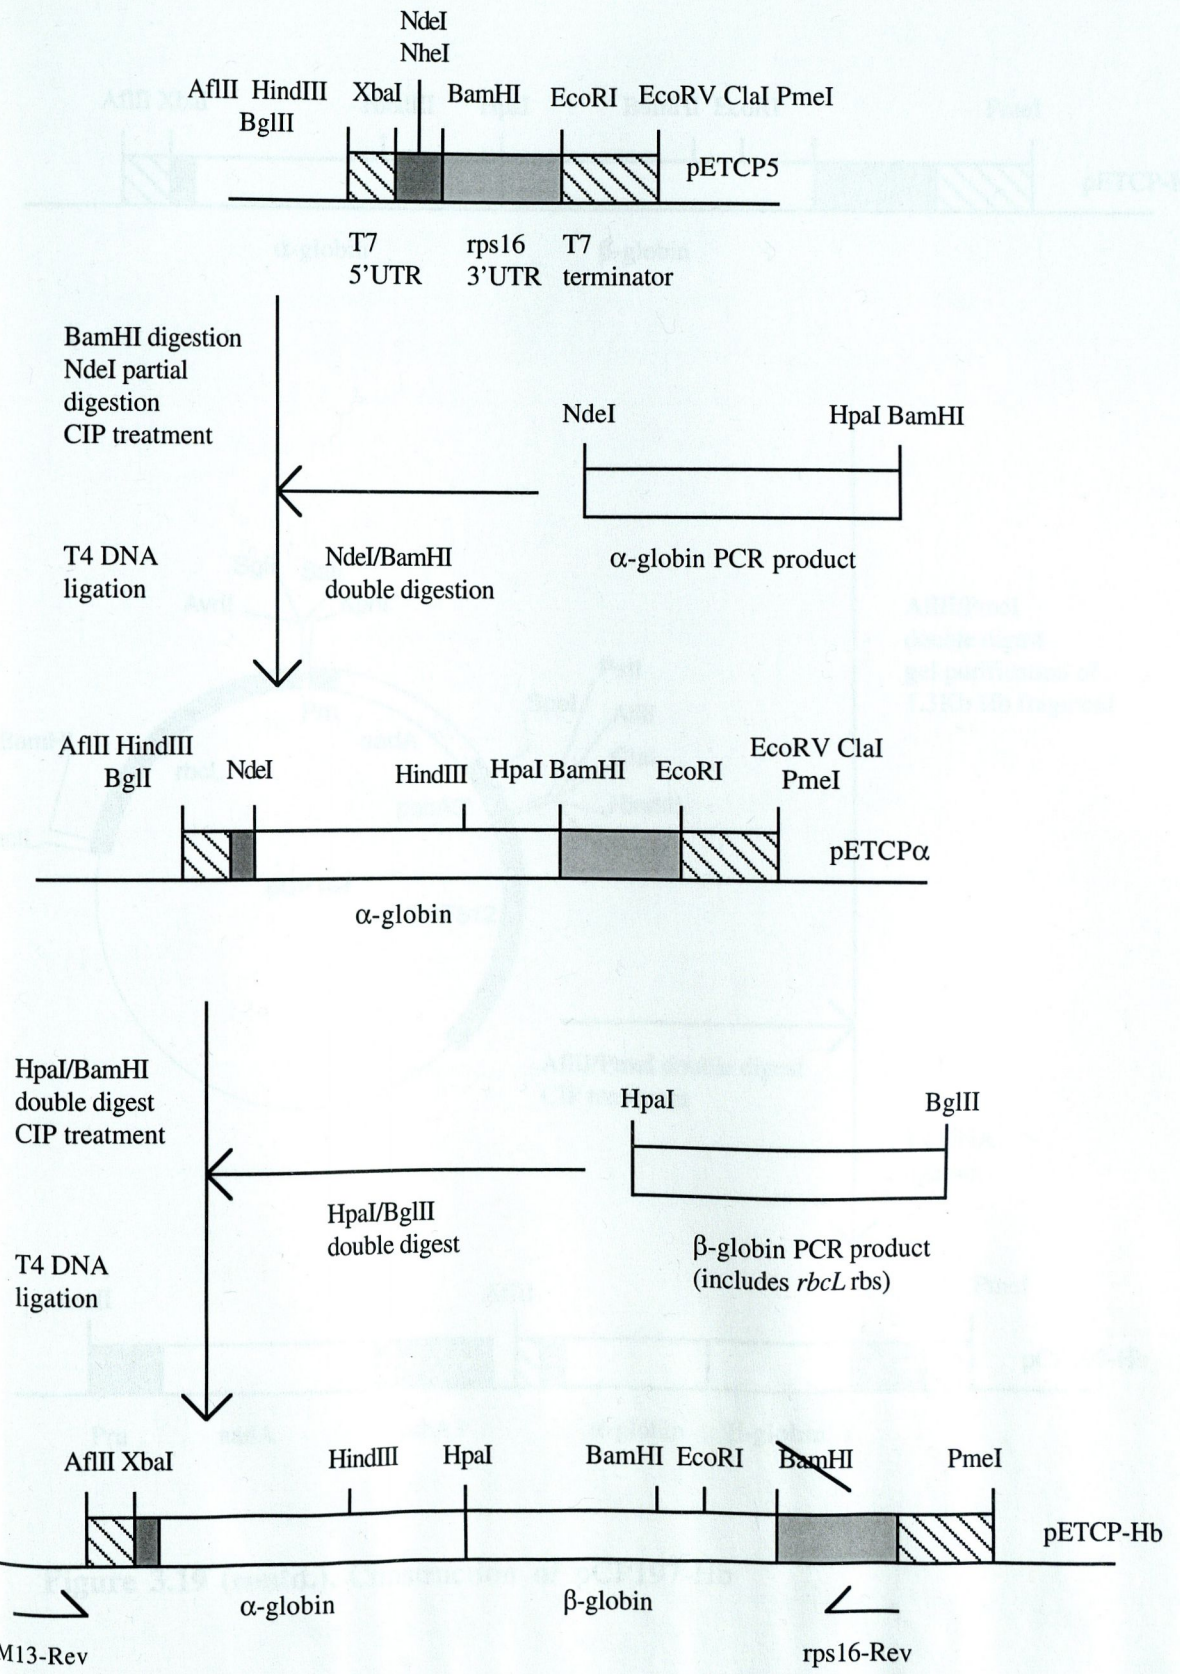 NdeI
NheI
AflII HindIII XbaI BamHI EcoRI EcoRV ClaI PmeI
BglII
pETCP5
T7 rps16 T7
5'UTR 3'UTR terminator
BamHI digestion
NdeI partial
digestion
CIP treatment
NdeI HpaI BamHI
T4 DNA
ligation
NdeI/BamHI
double digestion
α-globin PCR product
AflII HindIII
BglI
NdeI HindIII HpaI BamHI EcoRI
EcoRV ClaI
PmeI
pETCPα
α-globin
HpaI/BamHI
double digest
CIP treatment
HpaI BglII
HpaI/BglII
double digest
β-globin PCR product
(includes rbcL rbs)
T4 DNA
ligation
AflII XbaI HindIII HpaI BamHI EcoRI BamHI PmeI
pETCP-Hb
α-globin β-globin
M13-Rev rps16-Rev